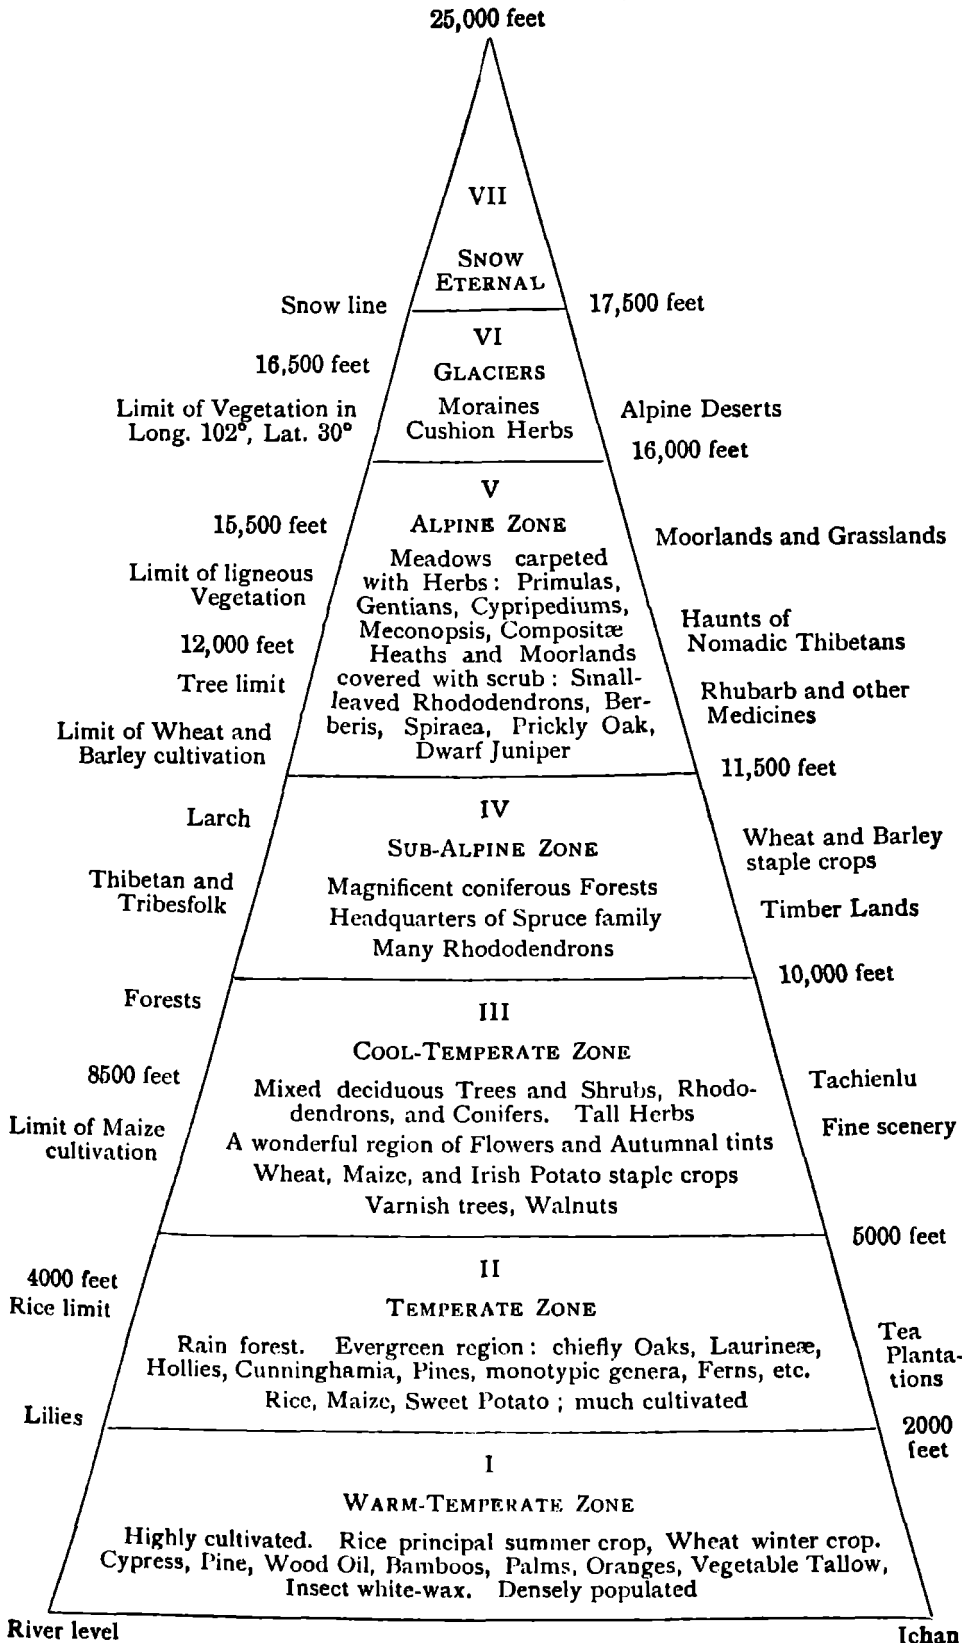 25,000 feet
VII
SNOW
ETERNAL
Snow line
17,500 feet
VI
16,500 feet
GLACIERS
Limit of Vegetation in
Long. 102°, Lat. 30°
Moraines
Cushion Herbs
Alpine Deserts
16,000 feet
V
15,500 feet
ALPINE ZONE
Moorlands and Grasslands
Limit of ligneous
Vegetation
Meadows carpeted
with Herbs: Primulas,
Gentians, Cypripediums,
Meconopsis, Compositæ
Heaths and Moorlands
covered with scrub: Small-
leaved Rhododendrons, Ber-
beris, Spiraea, Prickly Oak,
Dwarf Juniper
Haunts of
Nomadic Thibetans
12,000 feet
Tree limit
Rhubarb and other
Medicines
Limit of Wheat and
Barley cultivation
11,500 feet
IV
Larch
SUB-ALPINE ZONE
Wheat and Barley
staple crops
Thibetan and
Tribesfolk
Magnificent coniferous Forests
Headquarters of Spruce family
Many Rhododendrons
Timber Lands
10,000 feet
Forests
III
COOL-TEMPERATE ZONE
8500 feet
Mixed deciduous Trees and Shrubs, Rhodo-
dendrons, and Conifers. Tall Herbs
A wonderful region of Flowers and Autumnal tints
Wheat, Maize, and Irish Potato staple crops
Varnish trees, Walnuts
Tachienlu
Limit of Maize
cultivation
Fine scenery
5000 feet
II
4000 feet
Rice limit
TEMPERATE ZONE
Rain forest. Evergreen region: chiefly Oaks, Laurineæ,
Hollies, Cunninghamia, Pines, monotypic genera, Ferns, etc.
Rice, Maize, Sweet Potato; much cultivated
Tea
Planta-
tions
Lilies
2000
feet
I
WARM-TEMPERATE ZONE
Highly cultivated. Rice principal summer crop, Wheat winter crop.
Cypress, Pine, Wood Oil, Bamboos, Palms, Oranges, Vegetable Tallow,
Insect white-wax. Densely populated
River level
Ichan